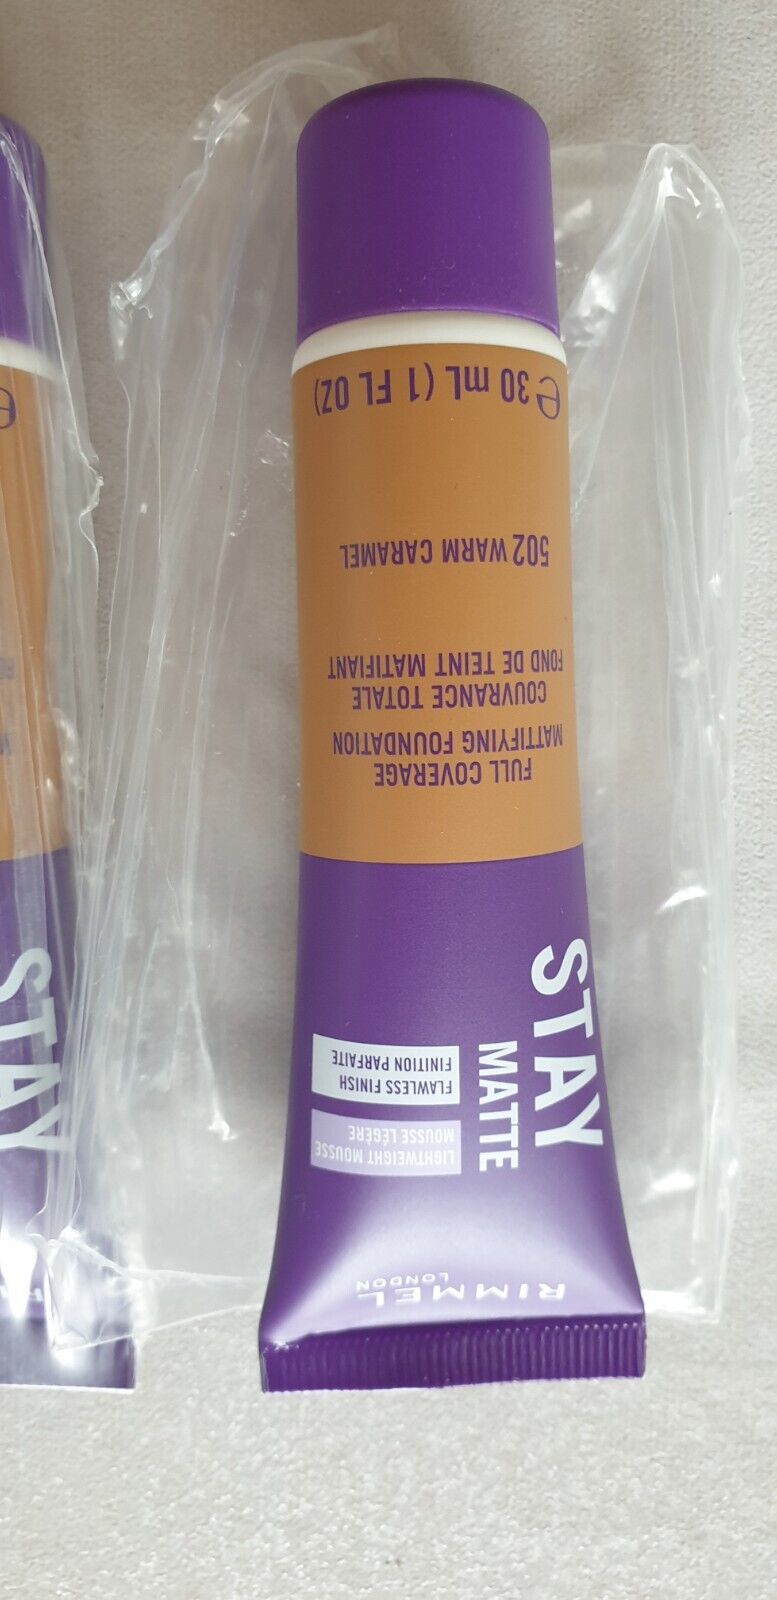 RIMMEL
LONDON
STAY
MATTE
LIGHTWEIGHT MOUSSE
MOUSSE LÉGÈRE
FLAWLESS FINISH
FINITION PARFAITE
FULL COVERAGE
MATTIFYING FOUNDATION
COUVRANCE TOTALE
FOND DE TEINT MATIFIANT
502 WARM CARAMEL
e 30 mL (1 FL OZ)
STAY
e